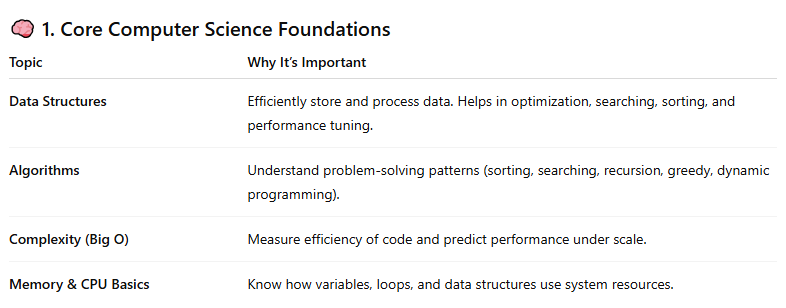 🧠 1. Core Computer Science Foundations
Topic Why It's Important
Data Structures Efficiently store and process data. Helps in optimization, searching, sorting, and
performance tuning.
Algorithms Understand problem-solving patterns (sorting, searching, recursion, greedy, dynamic
programming).
Complexity (Big O) Measure efficiency of code and predict performance under scale.
Memory & CPU Basics Know how variables, loops, and data structures use system resources.